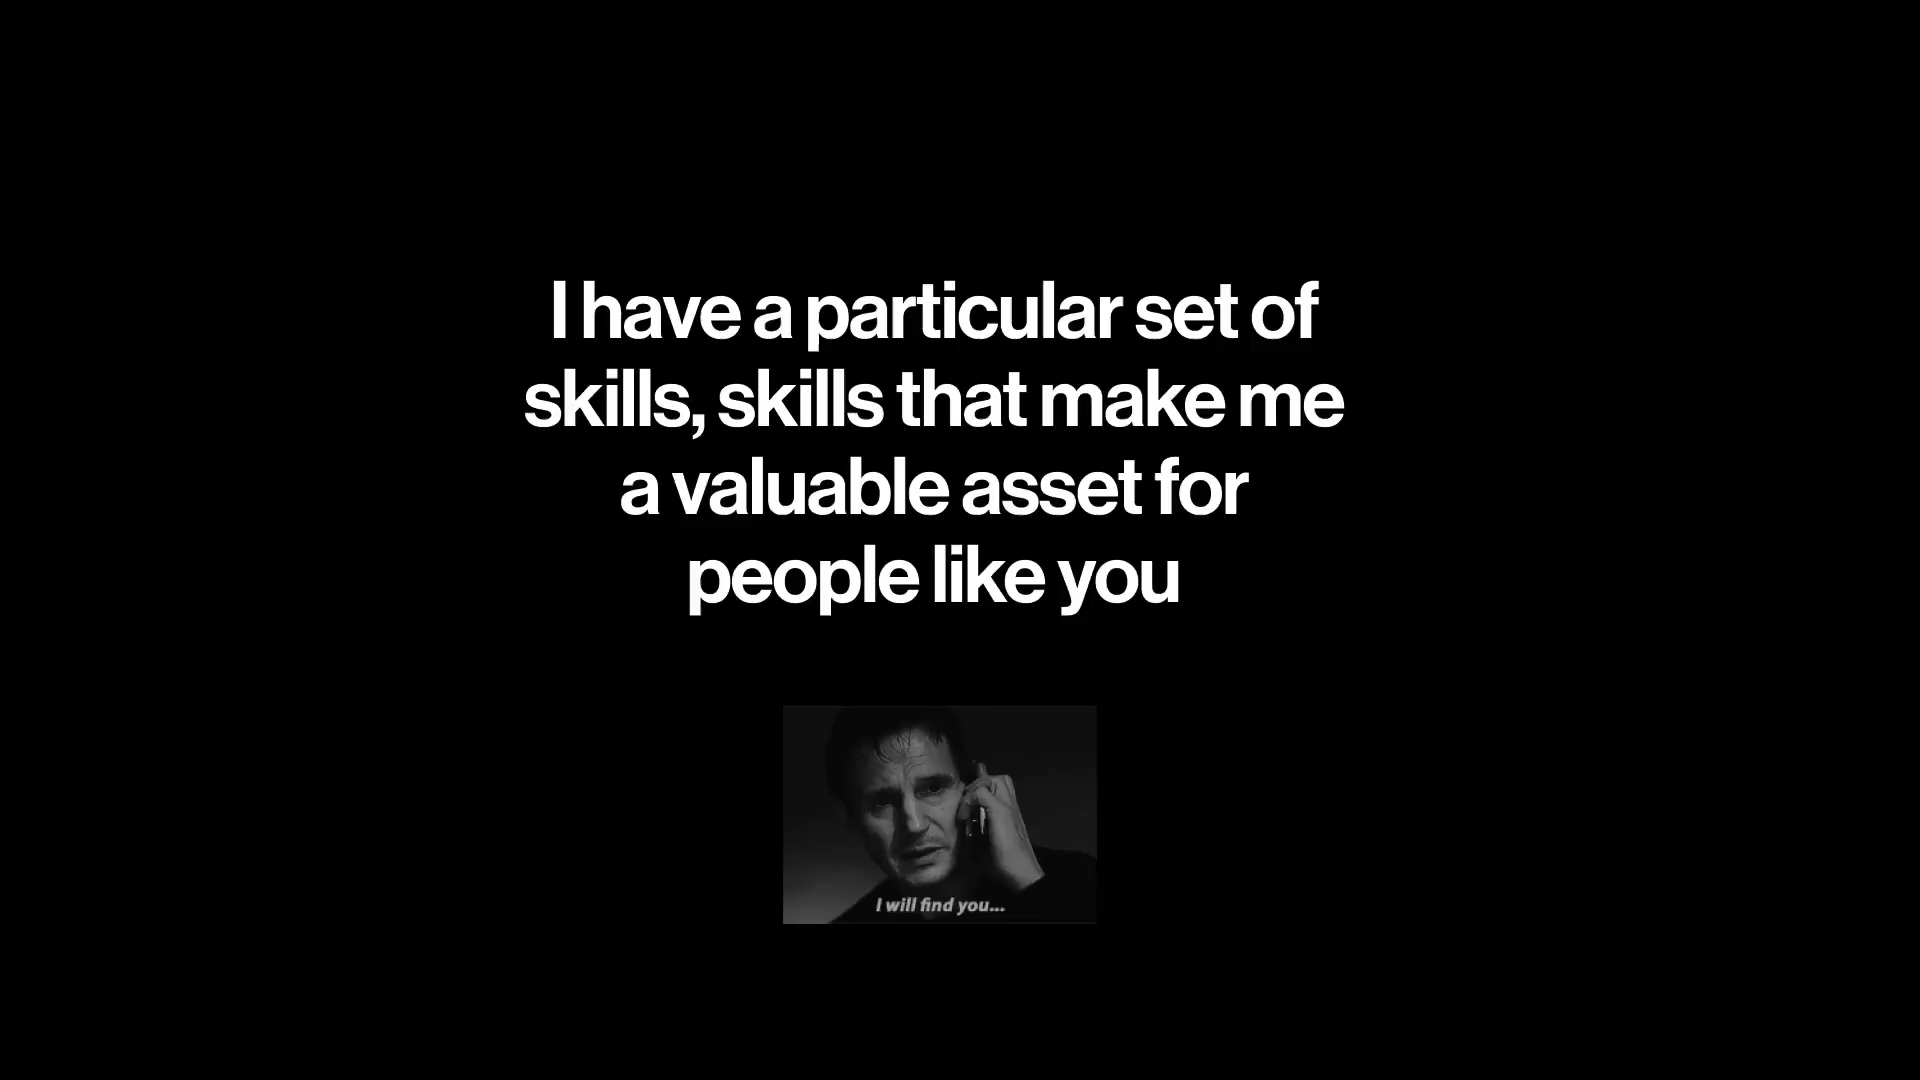 I have a particular set of
skills, skills that make me
a valuable asset for
people like you
I will find you...